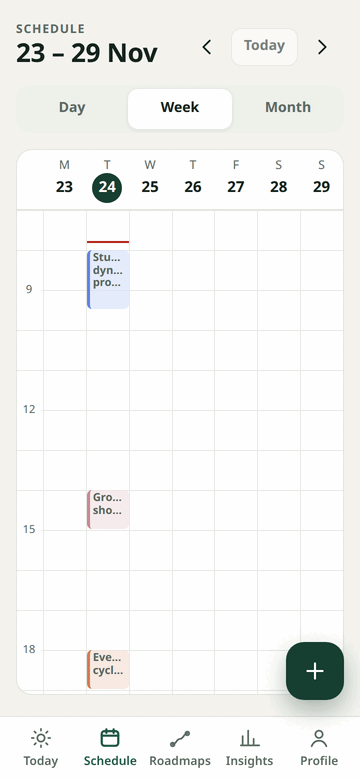 SCHEDULE
23 – 29 Nov
Today
Day Week Month
M T W T F S S
23 24 25 26 27 28 29
Stu…
dyn…
pro…
9
12
Gro…
sho…
15
18
Eve…
cycl…
Today Schedule Roadmaps Insights Profile